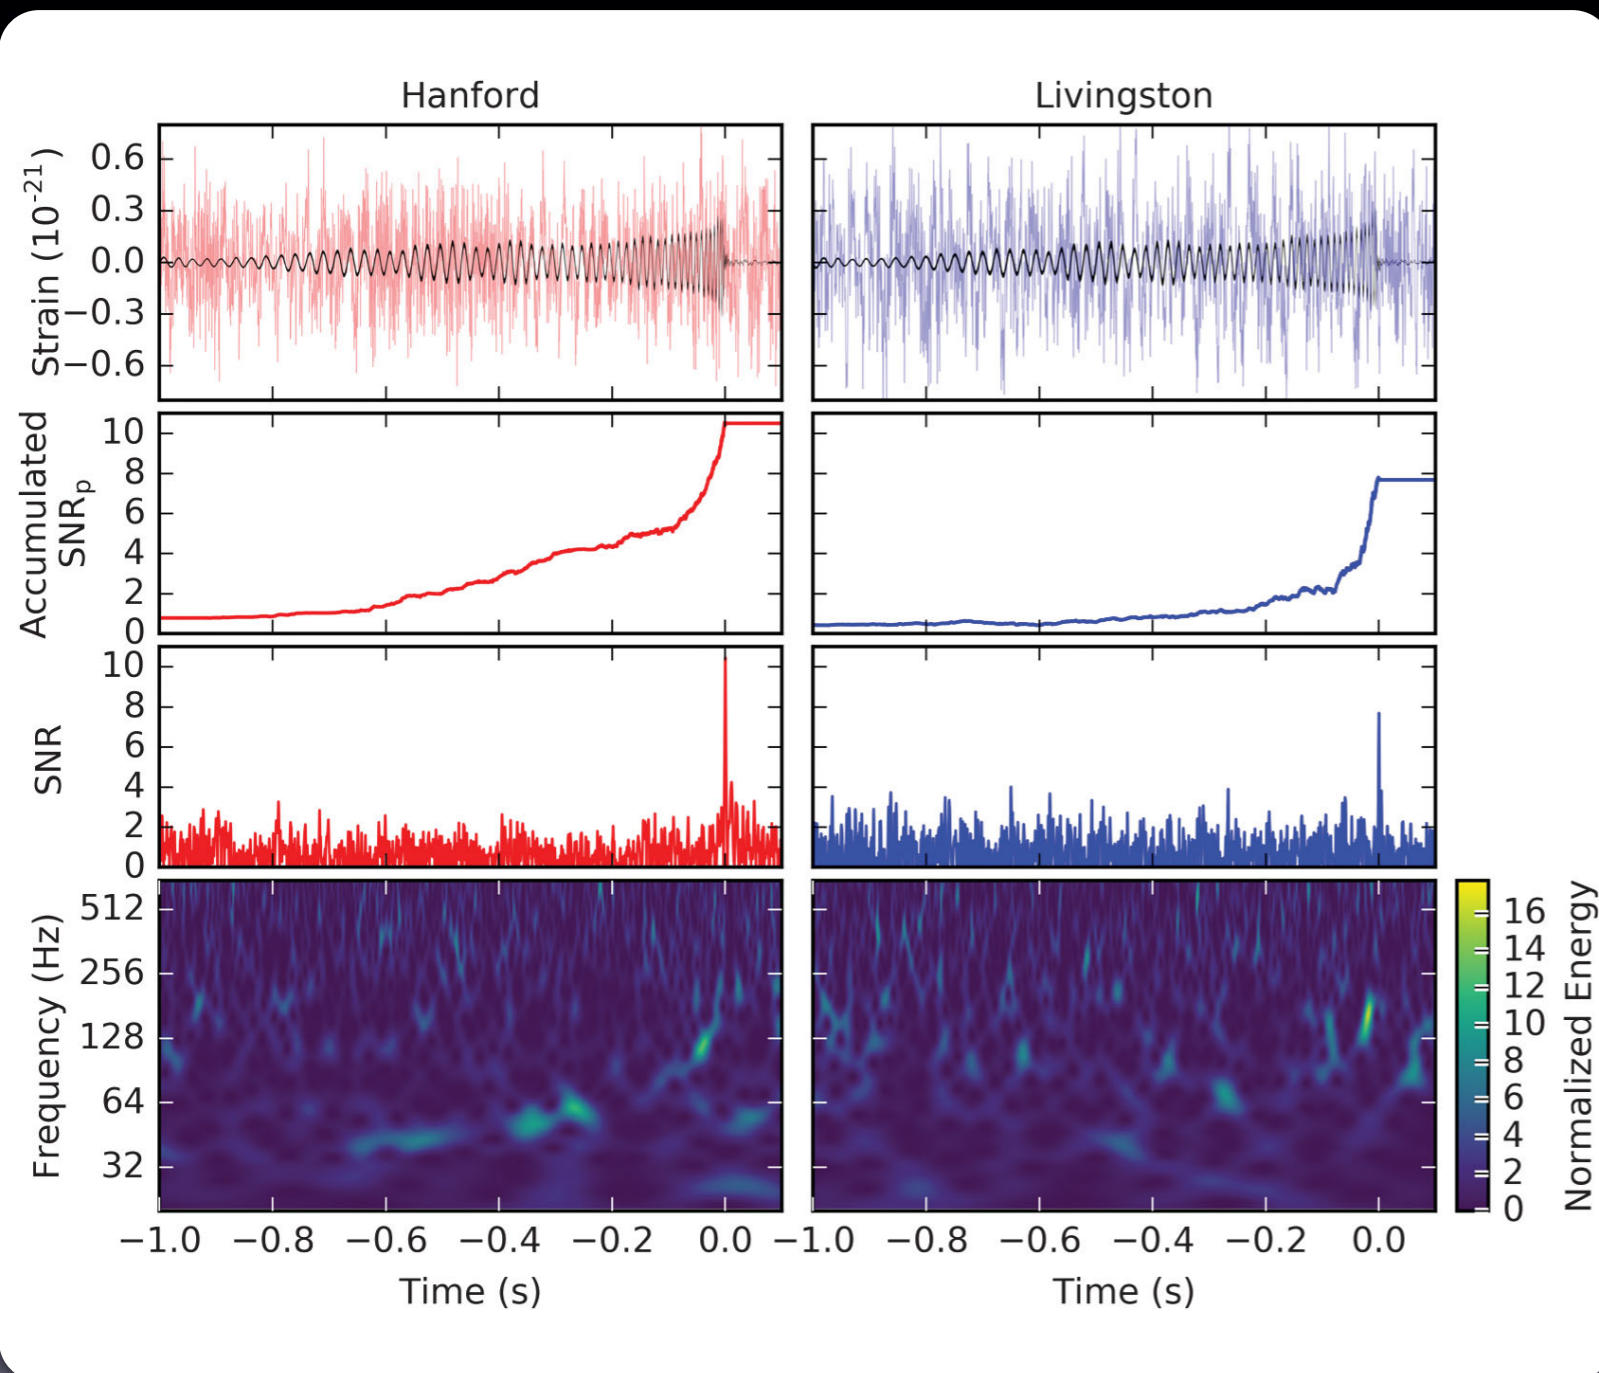 Hanford
Livingston
Strain (10⁻²¹)
0.6
0.3
0.0
−0.3
−0.6
Accumulated
SNRₚ
10
8
6
4
2
0
SNR
10
8
6
4
2
0
Frequency (Hz)
512
256
128
64
32
−1.0 −0.8 −0.6 −0.4 −0.2 0.0
Time (s)
−1.0 −0.8 −0.6 −0.4 −0.2 0.0
Time (s)
16
14
12
10
8
6
4
2
0
Normalized Energy